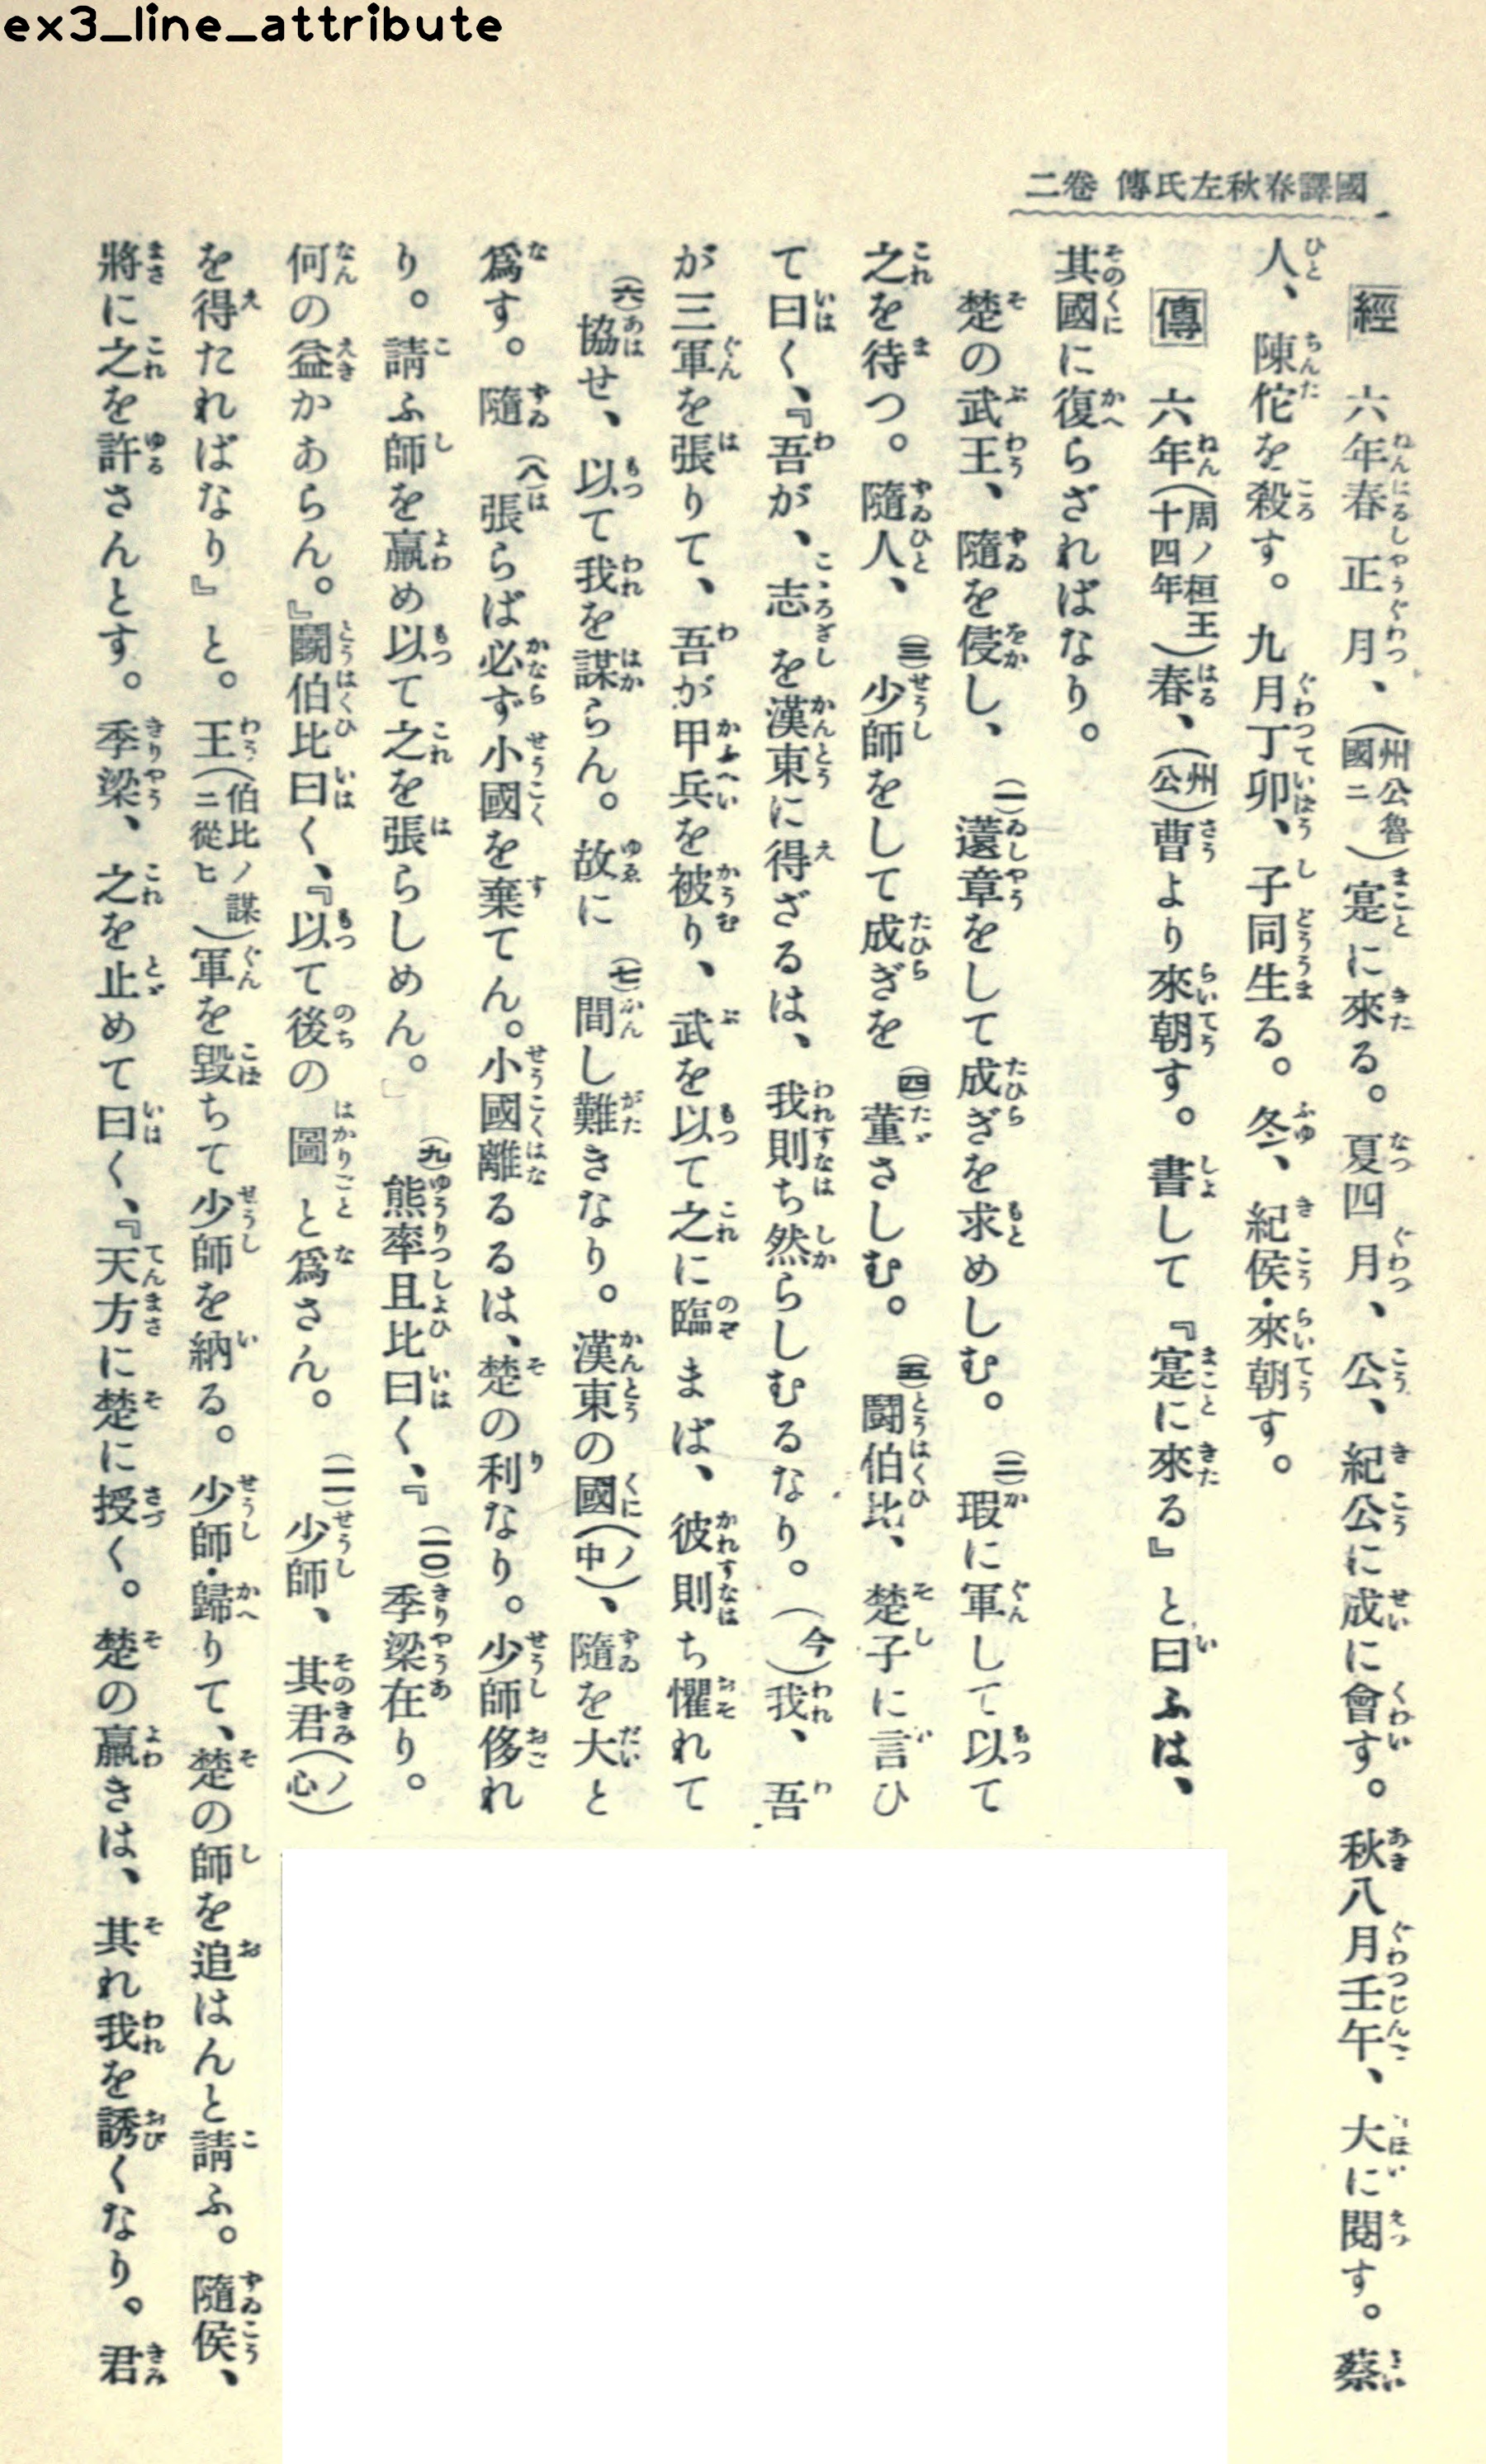 ex3_line_attribute
國譯春秋左氏傳 卷二
經 六年春正月、(州公魯國ニ)寔に來る。夏四月、公、紀公に成に會す。秋八月壬午、大に閱す。蔡
人、陳佗を殺す。九月丁卯、子同生る。冬、紀侯・來朝す。
傳 六年(周ノ桓王十四年)春、(州公)曹より來朝す。書して『寔に來る』と曰ふは、
其國に復らざればなり。
楚の武王、隨を侵し、(一)薳章をして成ぎを求めしむ。(二)瑕に軍して以て
之を待つ。隨人、(三)少師をして成ぎを(四)董さしむ。(五)鬪伯比、楚子に言ひ
て曰く、『吾が、志を漢東に得ざるは、我則ち然らしむるなり。(今)我、吾
が三軍を張りて、吾が甲兵を被り、武を以て之に臨まば、彼則ち懼れて
(六)協せ、以て我を謀らん。故に(七)間し難きなり。漢東の國(ノ中)、隨を大と
爲す。隨(八)張らば必ず小國を棄てん。小國離るるは、楚の利なり。少師侈れ
り。請ふ師を羸め以て之を張らしめん。』(九)熊率且比曰く、『(一〇)季梁在り。
何の益かあらん。』鬪伯比曰く、『以て後の圖と爲さん。(一一)少師、其君(ノ心)
を得たればなり』と。王(伯比ノ謀ニ從ヒ)軍を毀ちて少師を納る。少師・歸りて、楚の師を追はんと請ふ。隨侯、
將に之を許さんとす。季梁、之を止めて曰く、『天方に楚に授く。楚の羸きは、其れ我を誘くなり。君